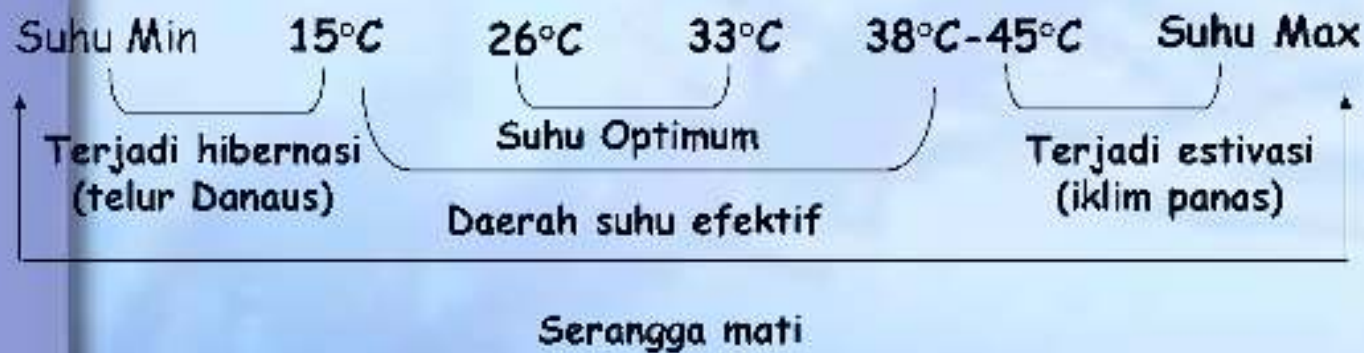 Suhu Min 15°C 26°C 33°C 38°C-45°C Suhu Max
Terjadi hibernasi
(telur Danaus)
Suhu Optimum
Terjadi estivasi
(iklim panas)
Daerah suhu efektif
Serangga mati